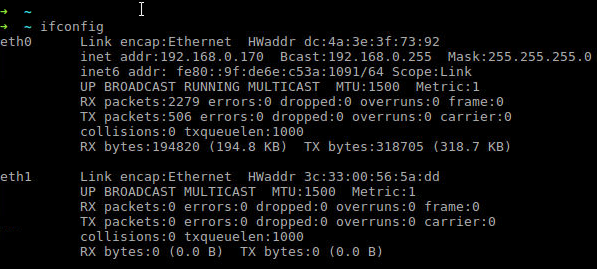 ➜ ~
➜ ~ ifconfig
eth0 Link encap:Ethernet HWaddr dc:4a:3e:3f:73:92
inet addr:192.168.0.170 Bcast:192.168.0.255 Mask:255.255.255.0
inet6 addr: fe80::9f:de6e:c53a:1091/64 Scope:Link
UP BROADCAST RUNNING MULTICAST MTU:1500 Metric:1
RX packets:2279 errors:0 dropped:0 overruns:0 frame:0
TX packets:506 errors:0 dropped:0 overruns:0 carrier:0
collisions:0 txqueuelen:1000
RX bytes:194820 (194.8 KB) TX bytes:318705 (318.7 KB)
eth1 Link encap:Ethernet HWaddr 3c:33:00:56:5a:dd
UP BROADCAST MULTICAST MTU:1500 Metric:1
RX packets:0 errors:0 dropped:0 overruns:0 frame:0
TX packets:0 errors:0 dropped:0 overruns:0 carrier:0
collisions:0 txqueuelen:1000
RX bytes:0 (0.0 B) TX bytes:0 (0.0 B)